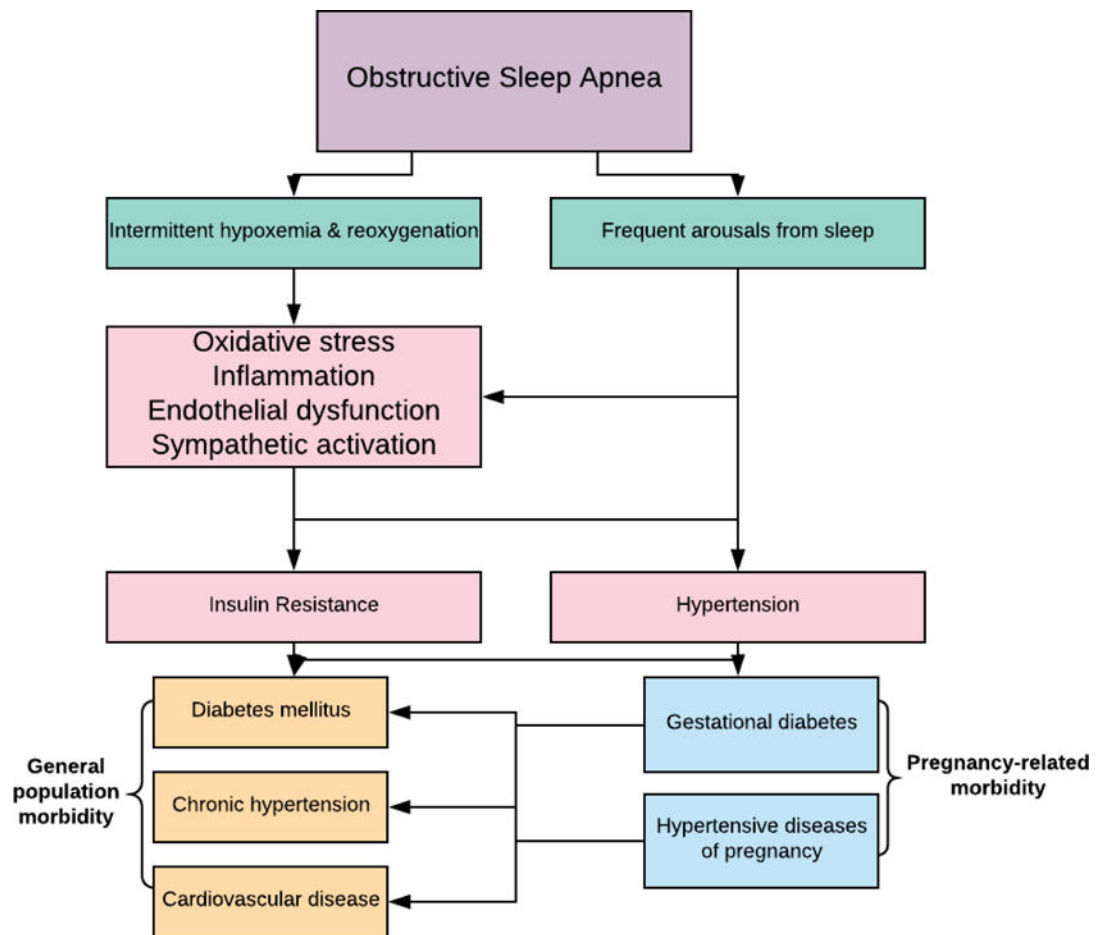 Obstructive Sleep Apnea
Intermittent hypoxemia & reoxygenation
Frequent arousals from sleep
Oxidative stress
Inflammation
Endothelial dysfunction
Sympathetic activation
Insulin Resistance
Hypertension
General
population
morbidity
Diabetes mellitus
Chronic hypertension
Cardiovascular disease
Gestational diabetes
Hypertensive diseases
of pregnancy
Pregnancy-related
morbidity